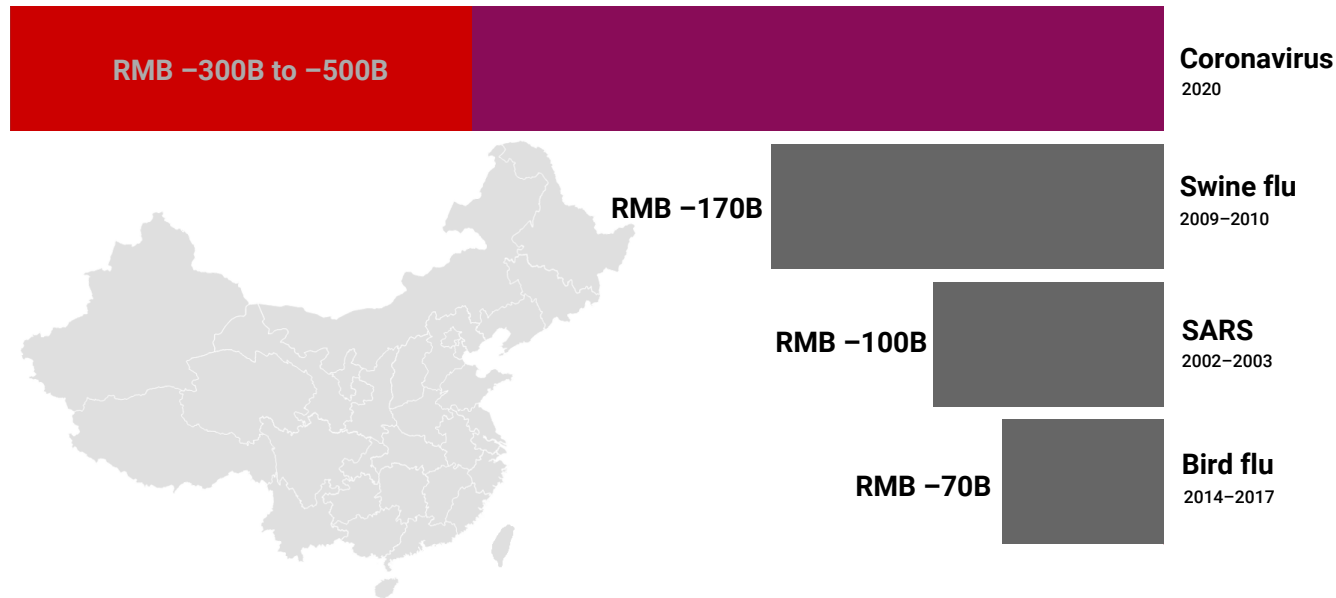 RMB −300B to −500B
Coronavirus
2020
RMB −170B
Swine flu
2009–2010
RMB −100B
SARS
2002–2003
RMB −70B
Bird flu
2014–2017